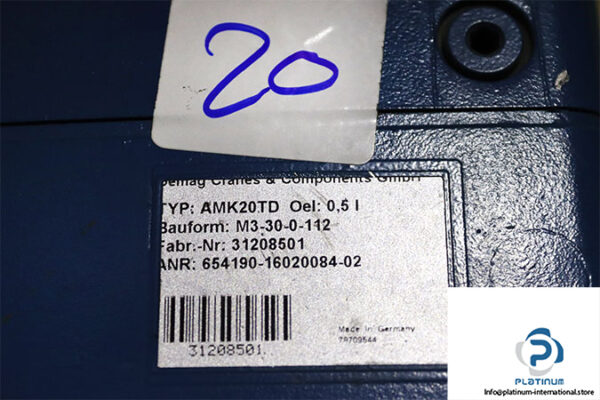 20
Demag Cranes & Components GmbH
TYP: AMK20TD Oel: 0,5 l
Bauform: M3-30-0-112
Fabr.-Nr: 31208501
ANR: 654190-16020084-02
31208501
Made in Germany
79709544
PLATINUM
Info@platinum-international.store